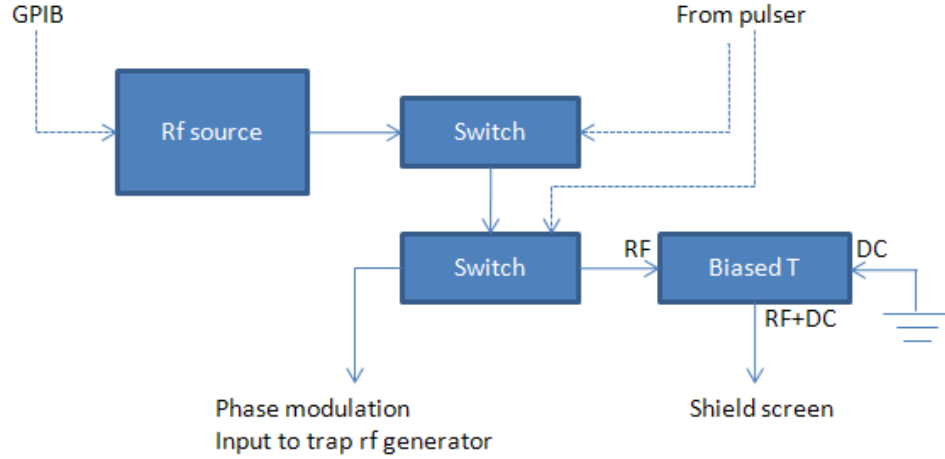 GPIB
From pulser
Rf source
Switch
Switch
RF
Biased T
DC
RF+DC
Phase modulation
Input to trap rf generator
Shield screen